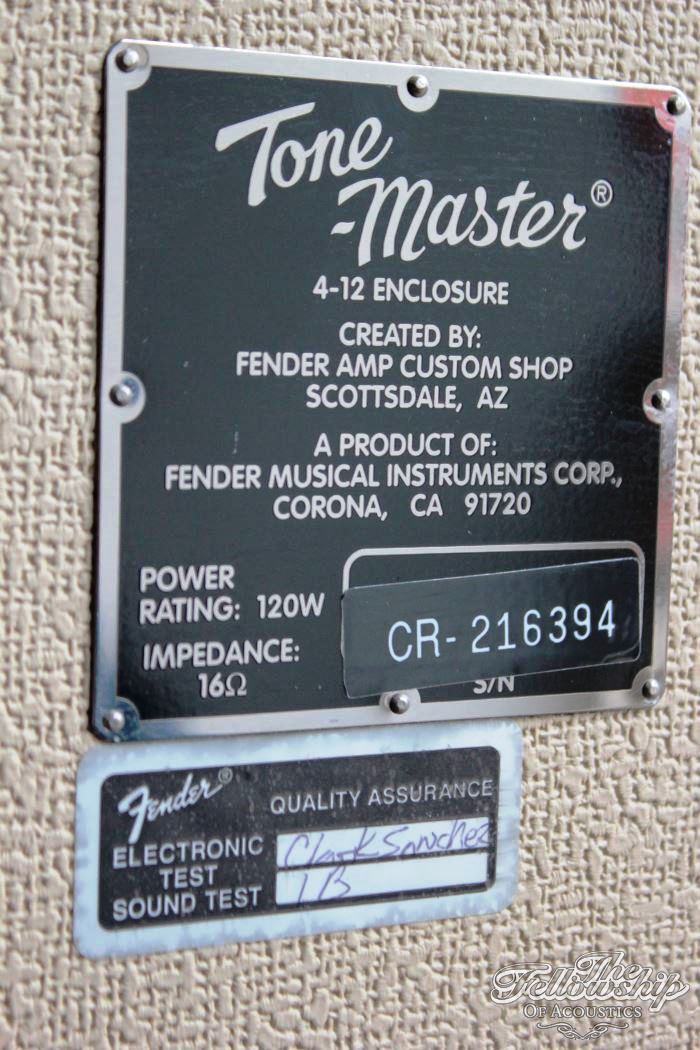 Tone
-Master®
4-12 ENCLOSURE
CREATED BY:
FENDER AMP CUSTOM SHOP
SCOTTSDALE, AZ
A PRODUCT OF:
FENDER MUSICAL INSTRUMENTS CORP.,
CORONA, CA 91720
POWER
RATING: 120W
IMPEDANCE:
16Ω
CR-216394
S/N
Fender®
QUALITY ASSURANCE
ELECTRONIC
TEST
Clark Sanchez
SOUND TEST
The
Fellowship
OF ACOUSTICS